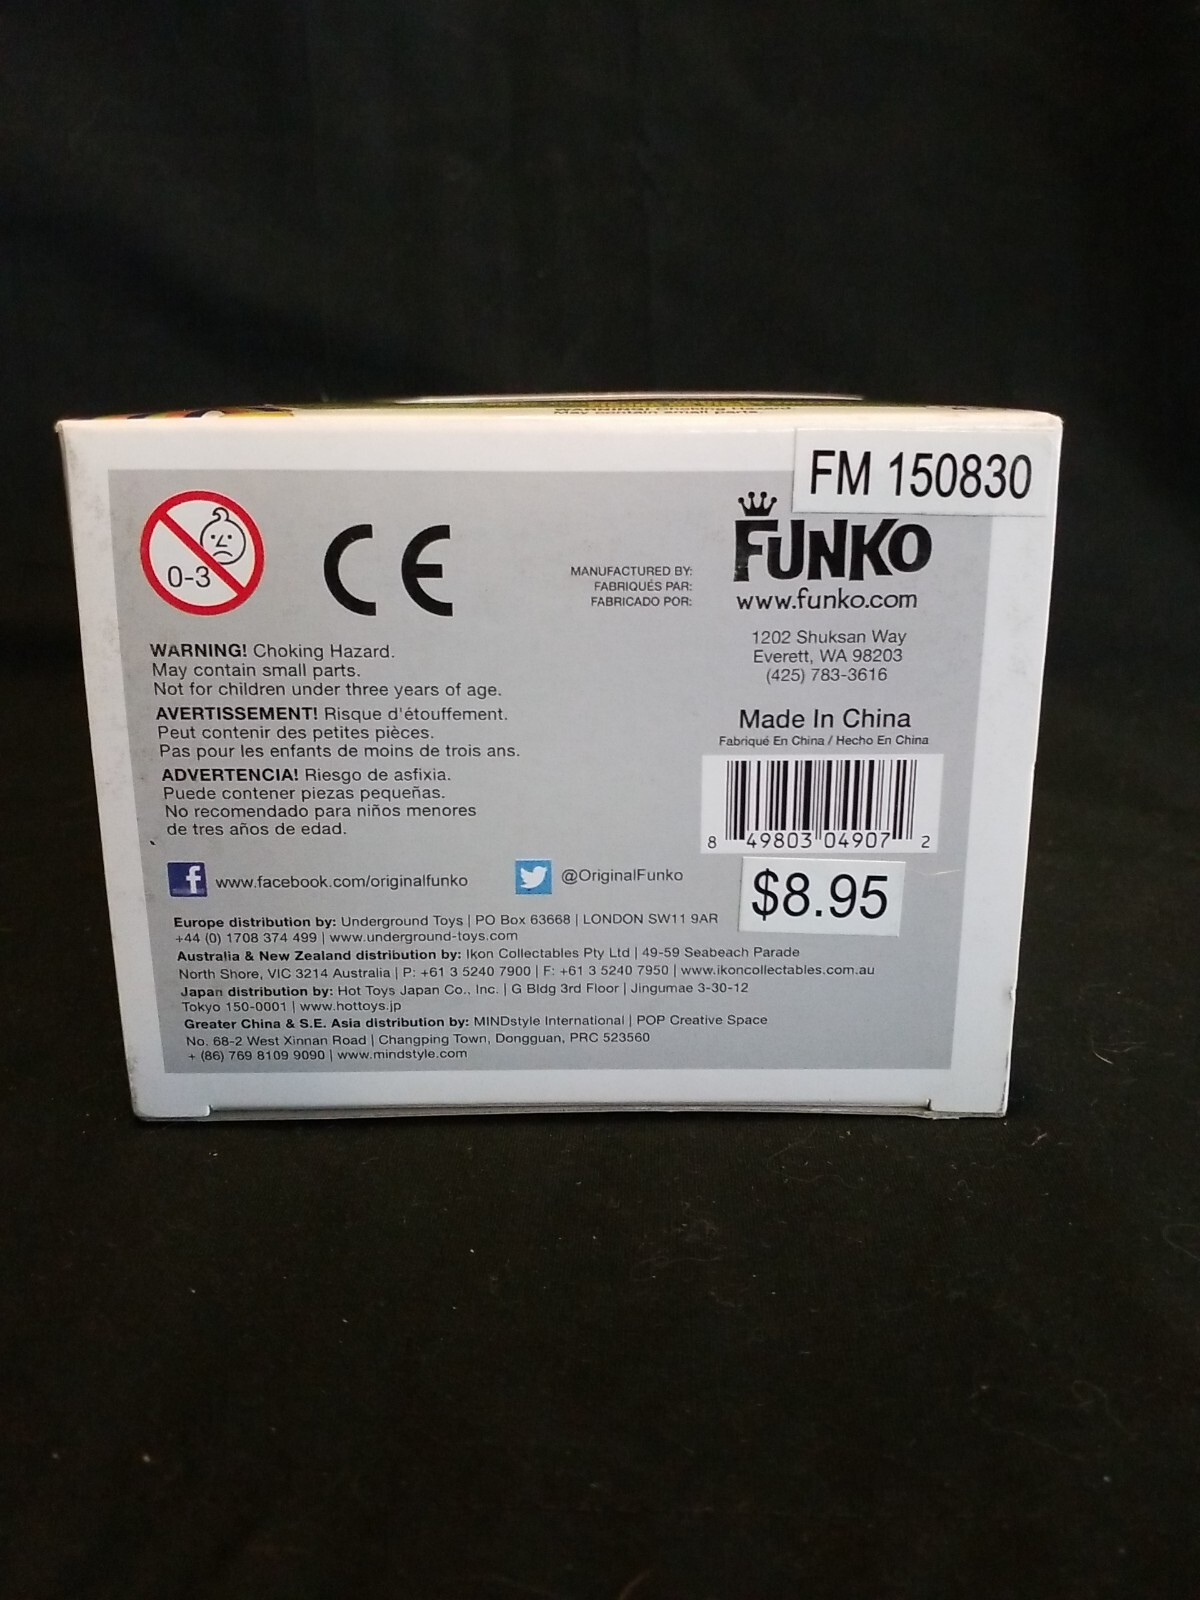 WARNING! Choking Hazard
May contain small parts.
FM 150830
0-3
CE
MANUFACTURED BY:
FABRIQUÉS PAR:
FABRICADO POR:
FUNKO
www.funko.com
1202 Shuksan Way
Everett, WA 98203
(425) 783-3616
WARNING! Choking Hazard.
May contain small parts.
Not for children under three years of age.
AVERTISSEMENT! Risque d'étouffement.
Peut contenir des petites pièces.
Pas pour les enfants de moins de trois ans.
ADVERTENCIA! Riesgo de asfixia.
Puede contener piezas pequeñas.
No recomendado para niños menores
de tres años de edad.
Made In China
Fabriqué En China / Hecho En China
8 49803 04907 2
$8.95
f www.facebook.com/originalfunko
@OriginalFunko
Europe distribution by: Underground Toys | PO Box 63668 | LONDON SW11 9AR
+44 (0) 1708 374 499 | www.underground-toys.com
Australia & New Zealand distribution by: Ikon Collectables Pty Ltd | 49-59 Seabeach Parade
North Shore, VIC 3214 Australia | P: +61 3 5240 7900 | F: +61 3 5240 7950 | www.ikoncollectables.com.au
Japan distribution by: Hot Toys Japan Co., Inc. | G Bldg 3rd Floor | Jingumae 3-30-12
Tokyo 150-0001 | www.hottoys.jp
Greater China & S.E. Asia distribution by: MINDstyle International | POP Creative Space
No. 68-2 West Xinnan Road | Changping Town, Dongguan, PRC 523560
+ (86) 769 8109 9090 | www.mindstyle.com